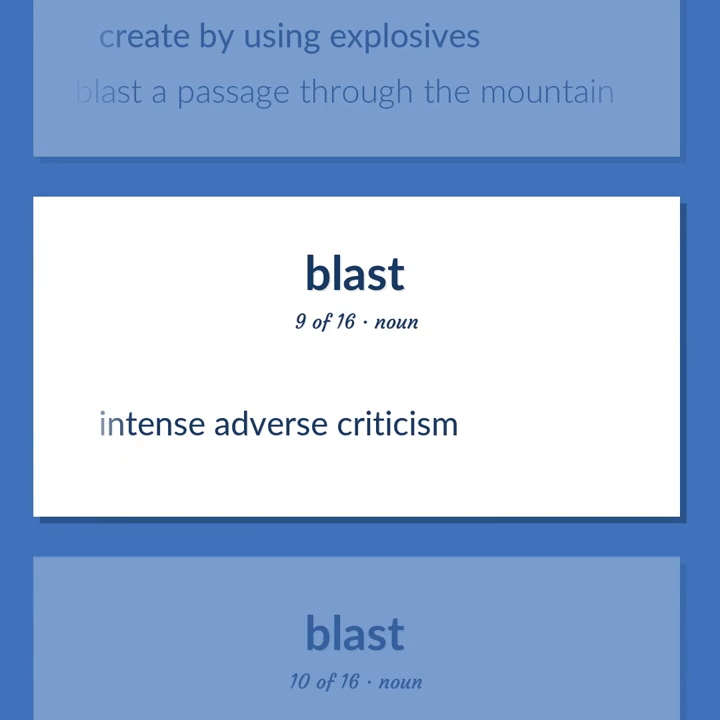 create by using explosives
blast a passage through the mountain
blast
9 of 16 · noun
intense adverse criticism
blast
10 of 16 · noun